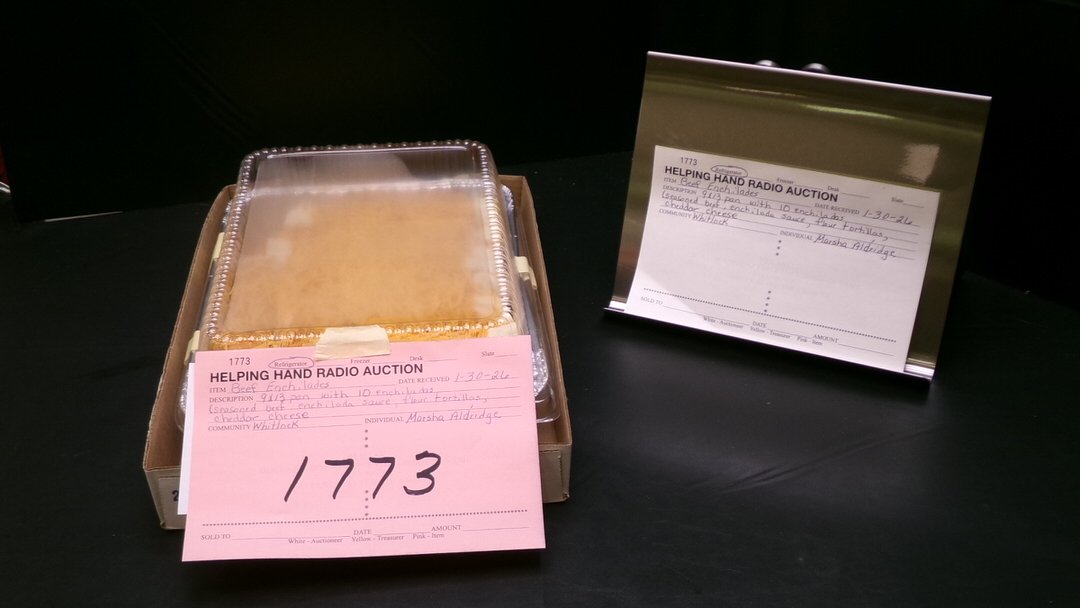 1773
Refrigerator Freezer Desk Slate
HELPING HAND RADIO AUCTION
ITEM Beef Enchilades
DATE RECEIVED 1-30-26
DESCRIPTION 9x13 pan with 10 enchiladas
(seasoned beef, enchilada sauce, flour tortillas,
cheddar cheese
COMMUNITY Whitlock INDIVIDUAL Marsha Aldridge
1773
SOLD TO DATE AMOUNT
White - Auctioneer Yellow - Treasurer Pink - Item
1773
Refrigerator Freezer Desk Slate
HELPING HAND RADIO AUCTION
ITEM Beef Enchilades
DATE RECEIVED 1-30-26
DESCRIPTION 9x13 pan with 10 enchiladas
(seasoned beef, enchilada sauce, flour tortillas,
cheddar cheese
COMMUNITY Whitlock INDIVIDUAL Marsha Aldridge
SOLD TO DATE AMOUNT
White - Auctioneer Yellow - Treasurer Pink - Item